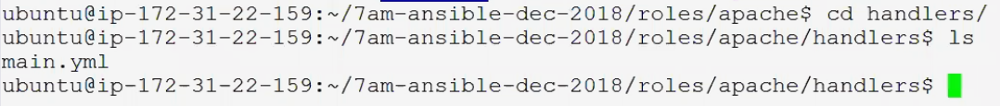 ubuntu@ip-172-31-22-159:~/7am-ansible-dec-2018/roles/apache$ cd handlers/
ubuntu@ip-172-31-22-159:~/7am-ansible-dec-2018/roles/apache/handlers$ ls
main.yml
ubuntu@ip-172-31-22-159:~/7am-ansible-dec-2018/roles/apache/handlers$